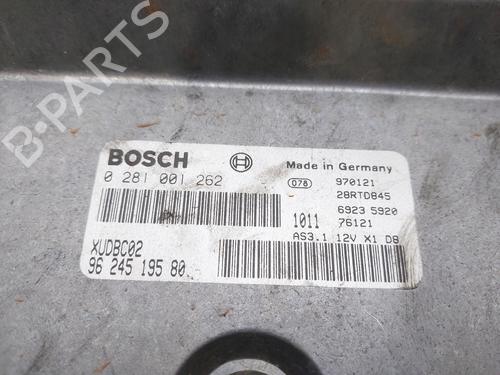 B-PARTS
BOSCH
Made in Germany
0 281 001 262
078
970121
28RTD845
6923 5920
1011
76121
AS3.1 12V X1 D8
XUDBC02
96 245 195 80